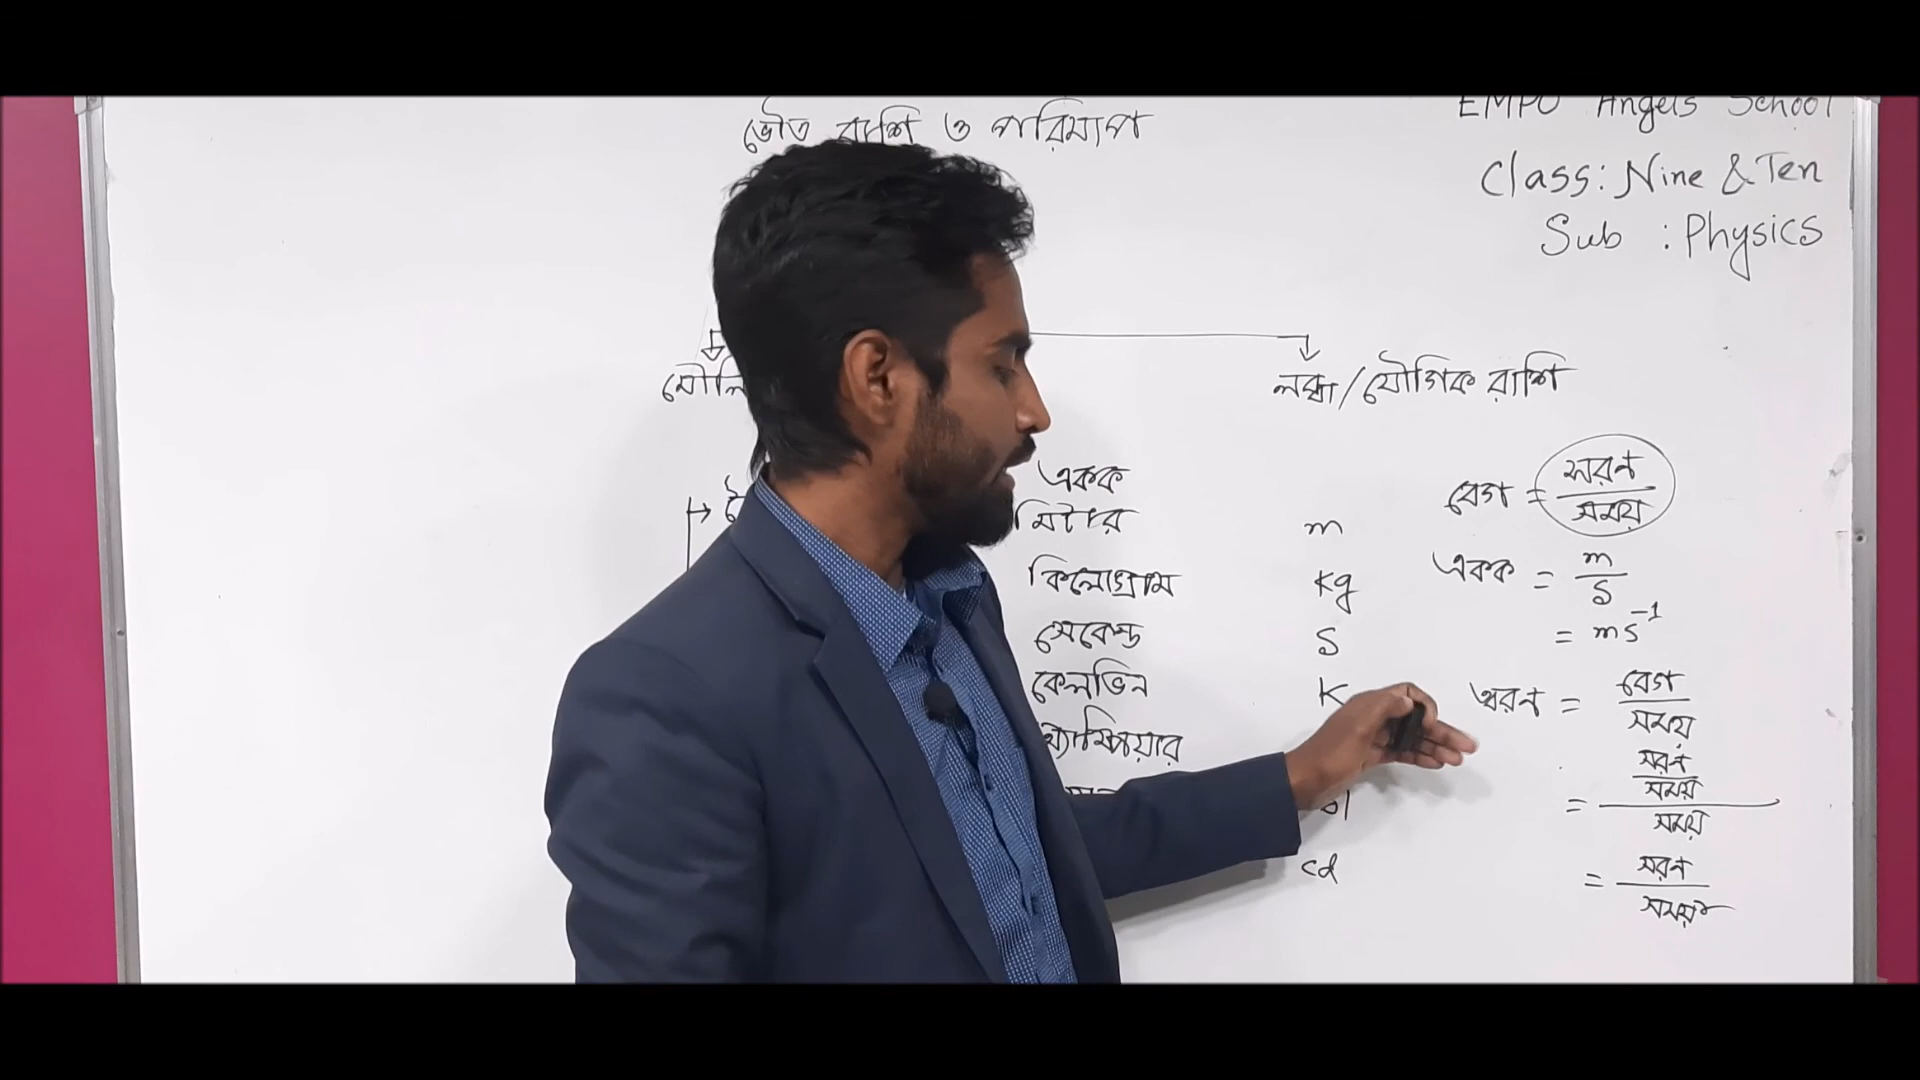 ভৌত রাশি ও পরিমাপ
EMPU Angels School
Class: Nine & Ten
Sub : Physics
লব্ধ/যৌগিক রাশি
একক
মিটার m
কিলোগ্রাম kg
সেকেন্ড S
কেলভিন K
অ্যাম্পিয়ার
cd
বেগ = সরণ
সময়
একক = m
S
= ms⁻¹
ত্বরণ = বেগ
সময়
সরণ
সময়
=
সময়
= সরণ
সময়²